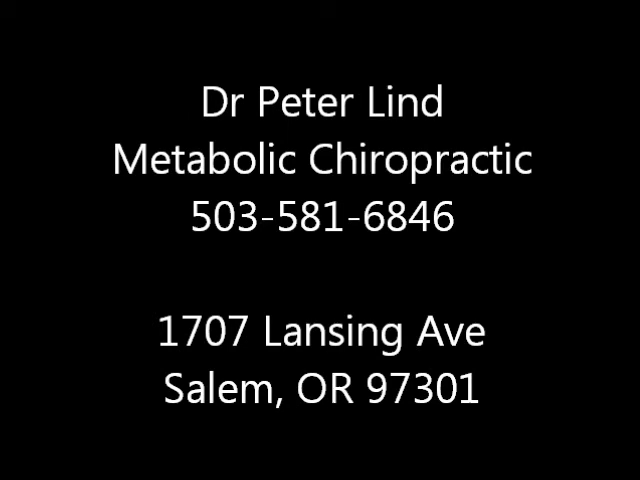 Dr Peter Lind
Metabolic Chiropractic
503-581-6846
1707 Lansing Ave
Salem, OR 97301